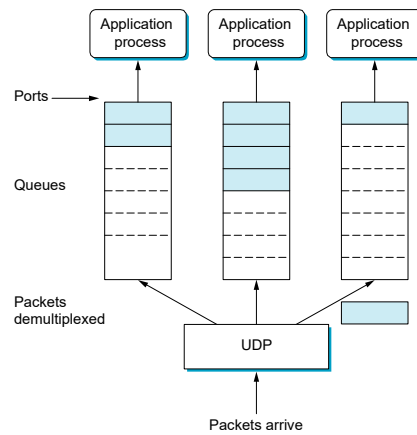 Application
process
Application
process
Application
process
Ports
Queues
Packets
demultiplexed
UDP
Packets arrive